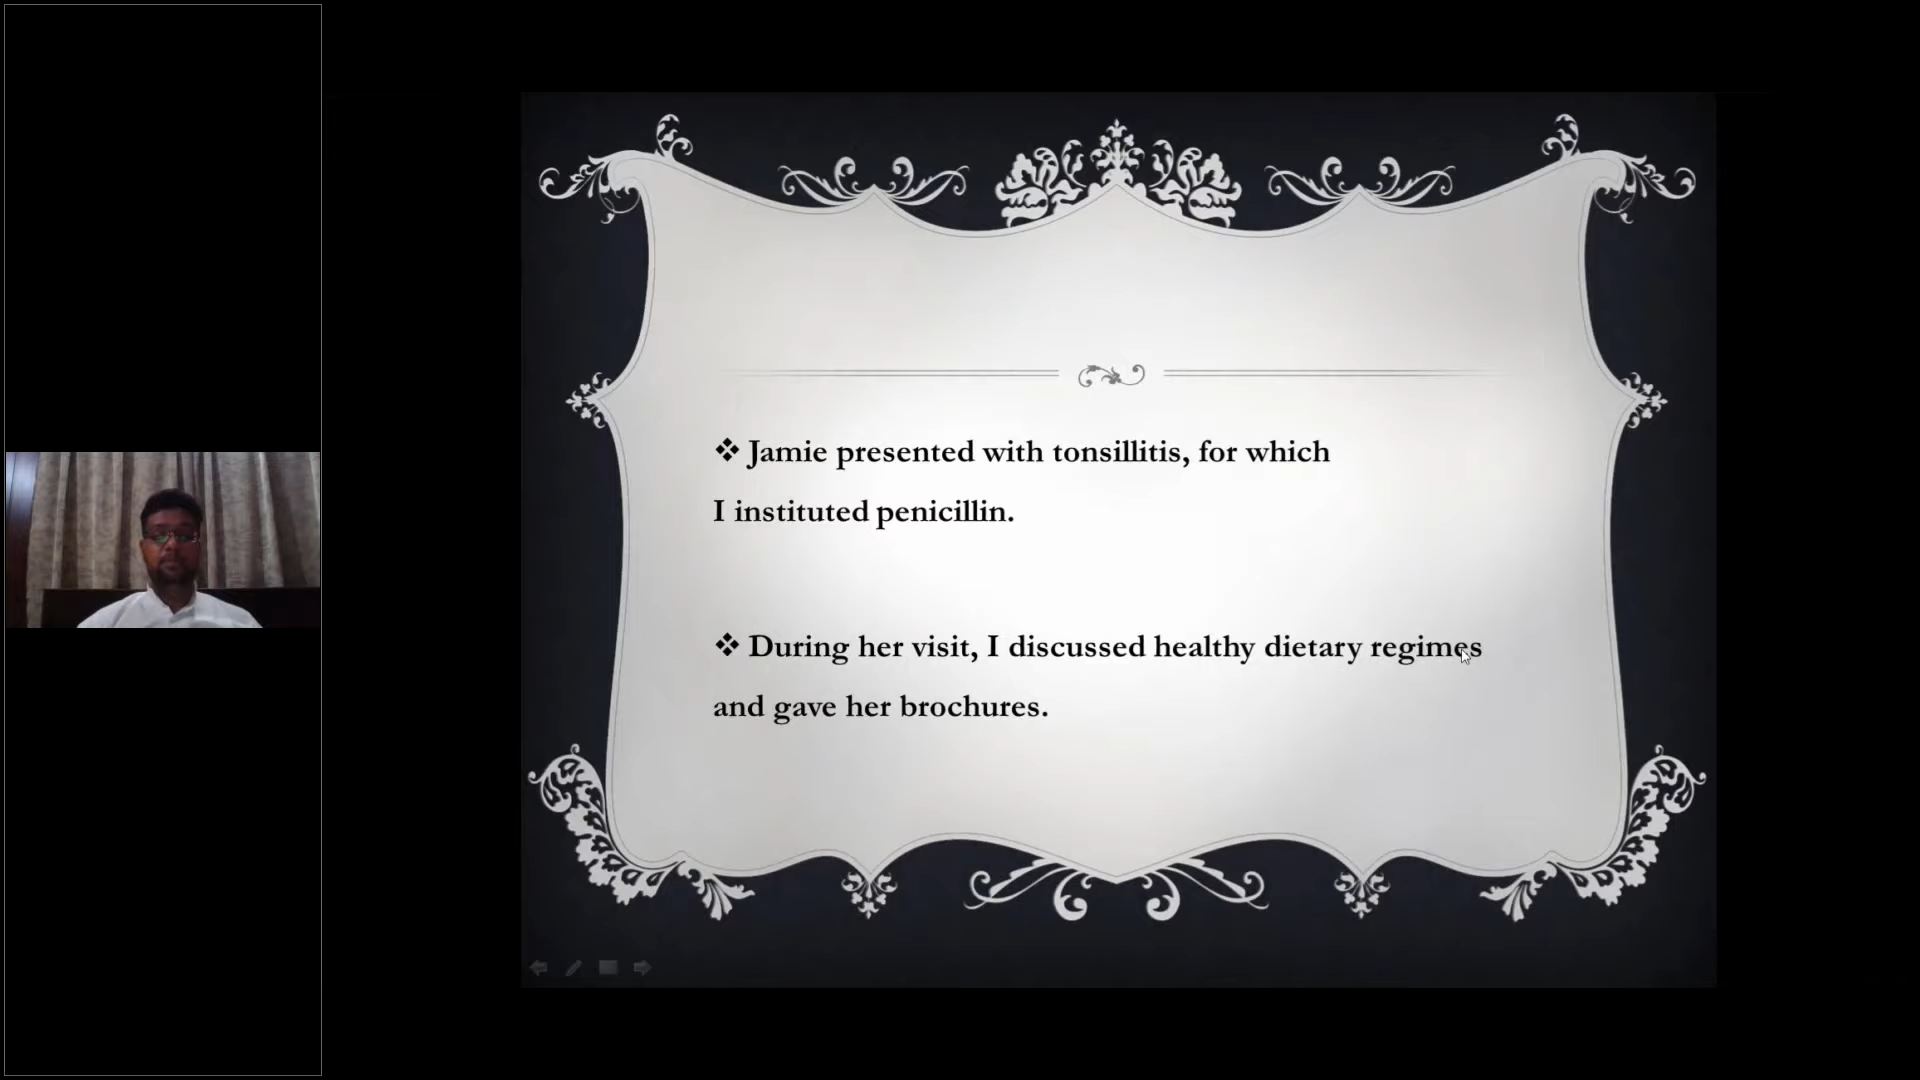 ❖ Jamie presented with tonsillitis, for which
I instituted penicillin.
❖ During her visit, I discussed healthy dietary regimes
and gave her brochures.